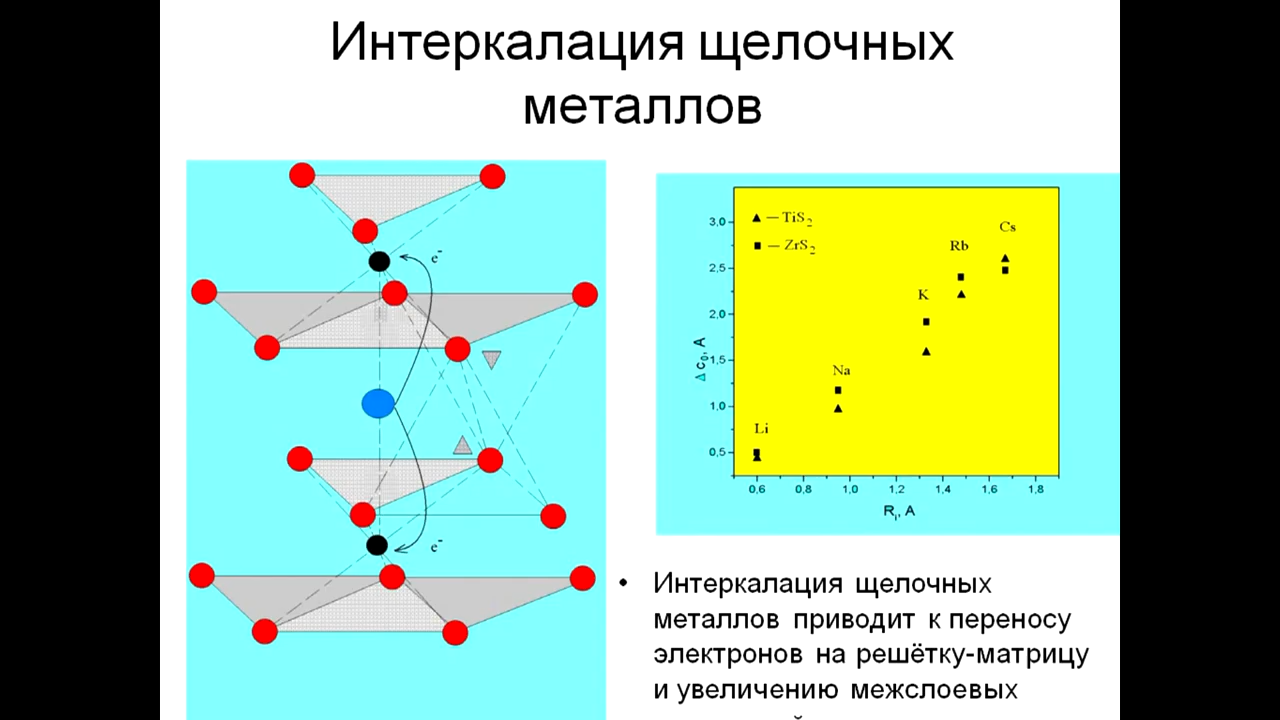 Интеркалация щелочных
металлов
e-
e-
3,0
2,5
2,0
1,5
1,0
0,5
—TiS2
—ZrS2
Li
Na
K
Rb
Cs
Δ c0, A
0,6 0,8 1,0 1,2 1,4 1,6 1,8
Ri, A
• Интеркалация щелочных
металлов приводит к переносу
электронов на решётку-матрицу
и увеличению межслоевых